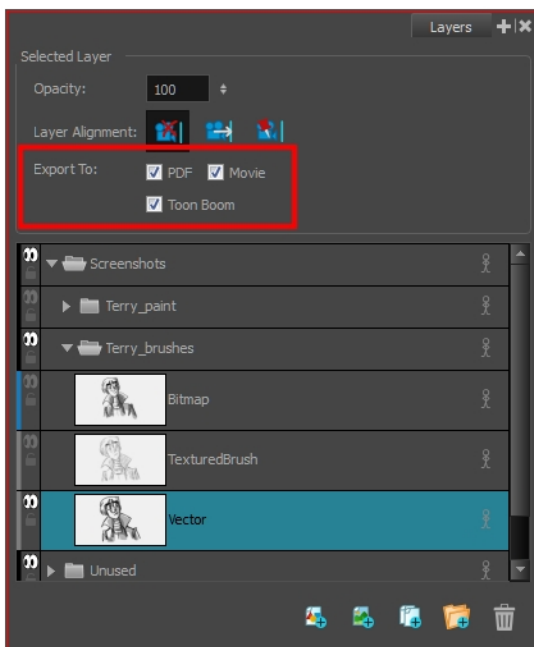 Layers
Selected Layer
Opacity: 100
Layer Alignment:
Export To: PDF Movie
Toon Boom
Screenshots
Terry_paint
Terry_brushes
Bitmap
TexturedBrush
Vector
Unused